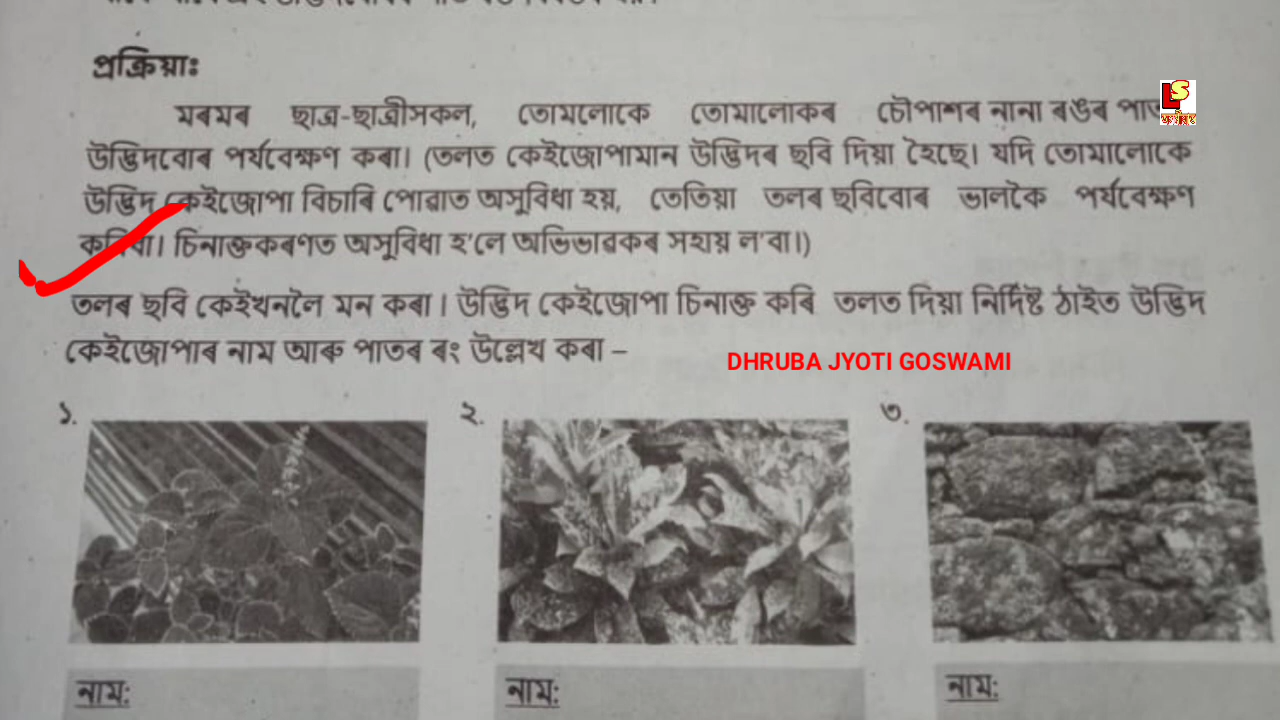 প্ৰক্ৰিয়াঃ
মৰমৰ ছাত্ৰ-ছাত্ৰীসকল, তোমলোকে তোমালোকৰ চৌপাশৰ নানা ৰঙৰ
উদ্ভিদবোৰ পৰ্যবেক্ষণ কৰা। (তলত কেইজোপামান উদ্ভিদৰ ছবি দিয়া হৈছে। যদি তোমালোকে
উদ্ভিদ কেইজোপা বিচাৰি পোৱাত অসুবিধা হয়, তেতিয়া তলৰ ছবিবোৰ ভালকৈ পৰ্যবেক্ষণ
কৰিবা। চিনাক্তকৰণত অসুবিধা হ'লে অভিভাৱকৰ সহায় ল'বা।)
তলৰ ছবি কেইখনলৈ মন কৰা। উদ্ভিদ কেইজোপা চিনাক্ত কৰি তলত দিয়া নিৰ্দিষ্ট ঠাইত উদ্ভিদ
কেইজোপাৰ নাম আৰু পাতৰ ৰং উল্লেখ কৰা –
DHRUBA JYOTI GOSWAMI
১. ২. ৩.
নাম: নাম: নাম:
LS